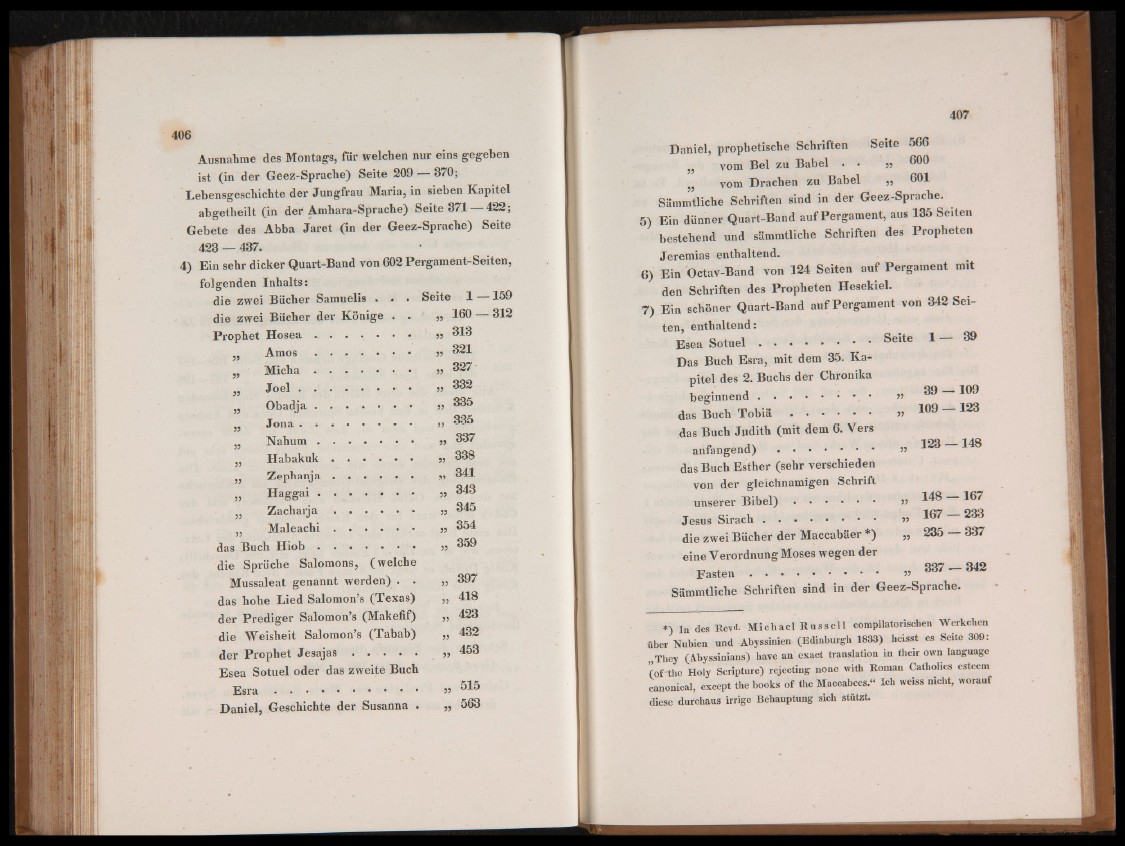 406
Ausnahme des Montags, für welchen nur eins gegeben
ist (in der Geez-Sprache) Seite 209 — 370;
Lebensgeschichte der Jungfrau Maria, in sieben Kapitel
abgetheilt (in der Amhara-Sprache) Seite 371 — 422;
Gebete des Abba Jaret (in der Geez-Sprache) Seite
423 — 437.
4) Ein sehr dicker Quart-Band von 602 Pergament-Seiten,
folgenden Inhalts:
die zwei Bücher Samuelis . . . Seite 1 — 159
die zwei Bücher der Könige . . „ 160 — 312
Prophet Hosea . . . . . . . „ 313
„ Amos . . . . . . . „ 321
„ Micha . . . . . . . „ 327
„ Joel . . . . . . . . „ 332
„ Obadja . . . . . . . „ 335
„ Jona . . . . . . . . „ 335
„ Nahum . . . . . . . „ 337
„ Habakuk . . . . . . „ 338
„ Zephanja . . . . . . „ 341
„ Haggai . . . . . . . „ 343
„ Zacharja . . . . . . „ 345
„ Maleachi . . . . . . „ 354
das Buch Hiob . . . . . . . „ 359
die Sprüche Salomons, (welche
Mussaleat genannt werden) . . „ 397
das hohe Lied Salomon's (Texas) „ 418
der Prediger Salomon's (Makefif) „ 423
die Weisheit Salomon's (Tabab) „ 432
der Prophet Jesajas . . . . . „ 453
Esea Sotuel oder das zweite Buch
Esra . . . . . . . . . . „ 515
Daniel, Geschichte der Susanna . „ 563
407
Daniel, prophetische Schriften Seite 566
„ vom Bel zu Babel . . „ 600
„ vom Drachen zu Babel „ 601
Sämmtliche Schriften sind in der Geez-Sprache.
5) Ein dünner Quart-Band auf Pergament, aus 135 Seiten
bestehend und sämmtliche Schriften des Propheten
Jeremias enthaltend.
6) Ein Octav-Band von 124 Seiten auf Pergament mit
den Schriften des Propheten Hesekiel.
7) Ein schöner Quart-Band auf Pergament von 342 Sei-
ten, enthaltend:
Esea Sotuel . . . . . . . . Seite 1 — 39
Das Buch Esra, mit dem 35. Ka-
pitel des 2. Buchs der Chronika
beginnend . . . . . . . . „ 39 — 109
das Buch Tobiä . . . . . . „ 109 — 123
das Buch Judith (mit dem 6. Vers
anfangend) . . . . . . . „ 123 — 148
das Buch Esther (sehr verschieden
von der gleichnamigen Schrift
unserer Bibel) . . . . . . „ 148 — 167
Jesus Sirach . . . . . . . . „ 167 — 233
die zwei Bücher der Maccabäer *) „ 235 — 337
eine Verordnung Moses wegen der
Fasten . . . . . . . . . „ 337 — 342
Sämmtliche Schriften sind in der Geez-Sprache.
*) In des Revd. Michael Russell compilatorischen Werkchen
über Nubien und Abyssinien (Edinburgh 1833) heisst es Seite 309:
„They (Abyssinians) have an exact translation in their own language
(of the Holy Scripture) rejecting none with Roman Catholics esteem
canonical, except the books of the Maccabees.“ Ich weiss nicht, worauf
diese durchaus irrige Behauptung sich stützt.